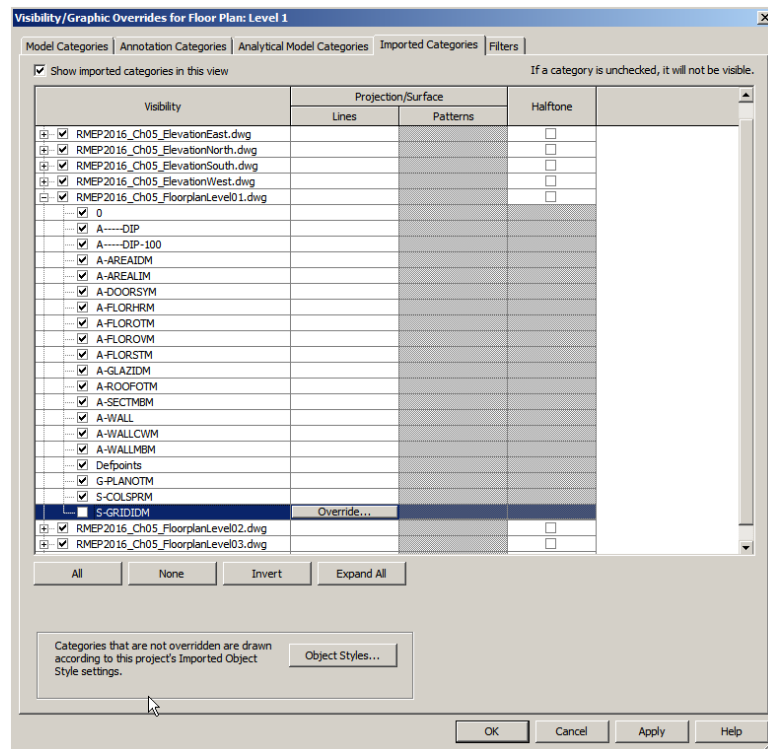 Visibility/Graphic Overrides for Floor Plan: Level 1
Model Categories Annotation Categories Analytical Model Categories Imported Categories Filters
Show imported categories in this view If a category is unchecked, it will not be visible.
Visibility Projection/Surface Halftone
Lines Patterns
RMEP2016_Ch05_ElevationEast.dwg
RMEP2016_Ch05_ElevationNorth.dwg
RMEP2016_Ch05_ElevationSouth.dwg
RMEP2016_Ch05_ElevationWest.dwg
RMEP2016_Ch05_FloorplanLevel01.dwg
0
A-----DIP
A-----DIP-100
A-AREAIDM
A-AREALIM
A-DOORSYM
A-FLORHRM
A-FLOROTM
A-FLOROVM
A-FLORSTM
A-GLAZIDM
A-ROOFOTM
A-SECTMBM
A-WALL
A-WALLCWM
A-WALLMBM
Defpoints
G-PLANOTM
S-COLSPRM
S-GRIDIDM Override...
RMEP2016_Ch05_FloorplanLevel02.dwg
RMEP2016_Ch05_FloorplanLevel03.dwg
All None Invert Expand All
Categories that are not overridden are drawn
according to this project's Imported Object
Style settings.
Object Styles...
OK Cancel Apply Help